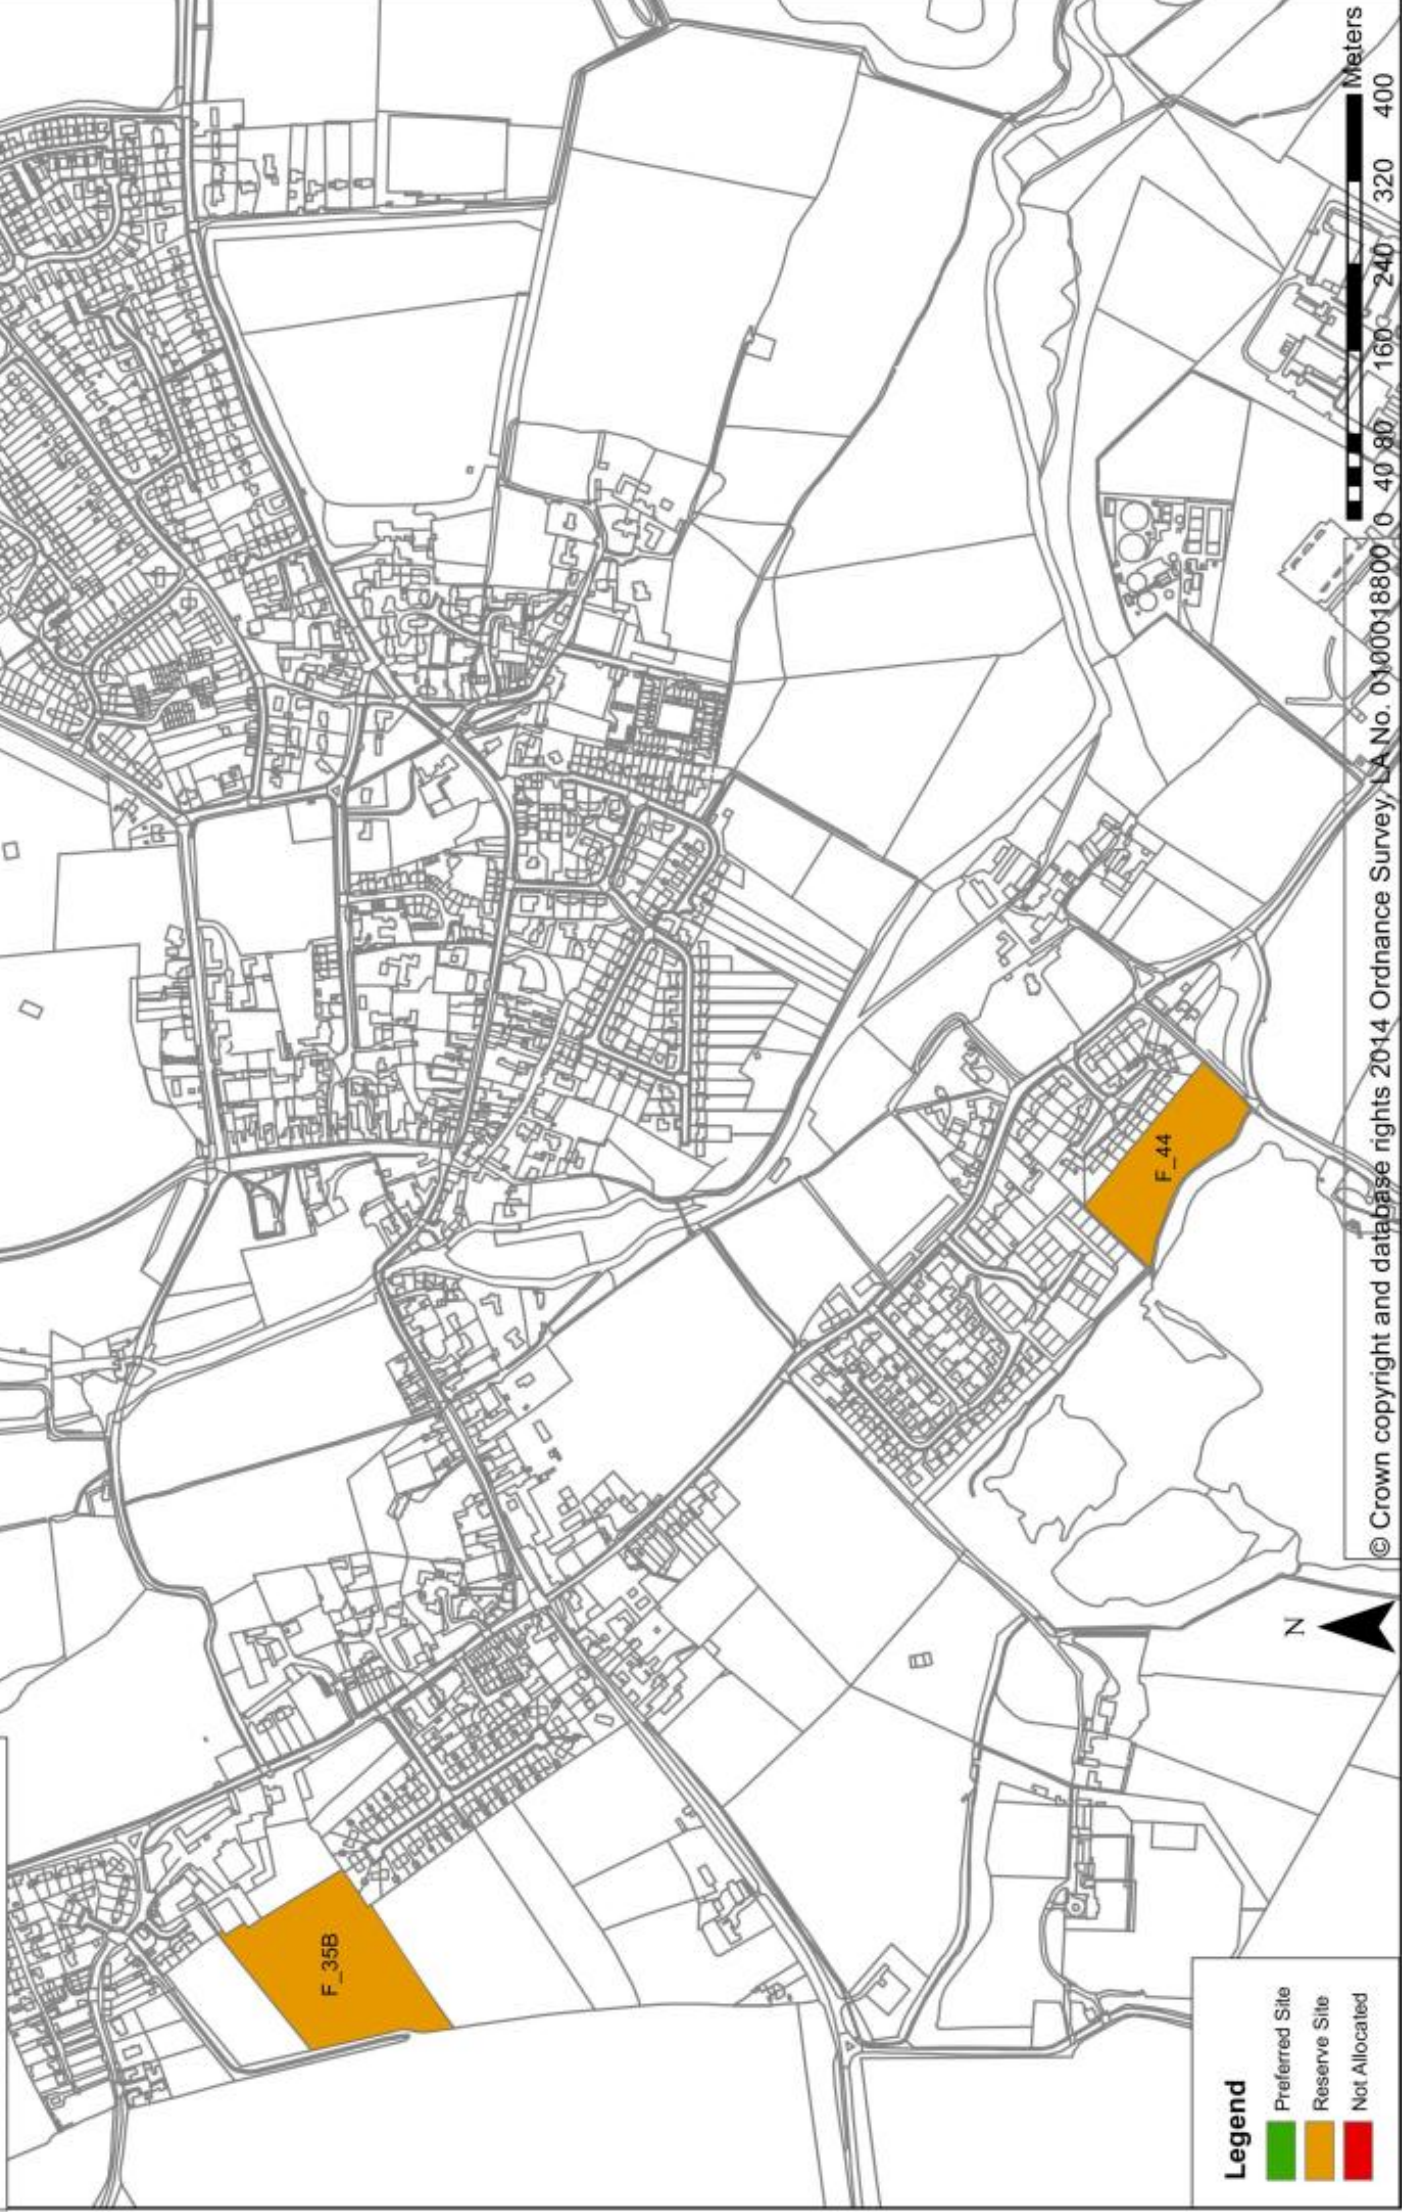 F_35B
F_44
Legend
Preferred Site
Reserve Site
Not Allocated
N
© Crown copyright and database rights 2014 Ordnance Survey, LA No. 0100018800
0 40 80 160 240 320 400
Meters